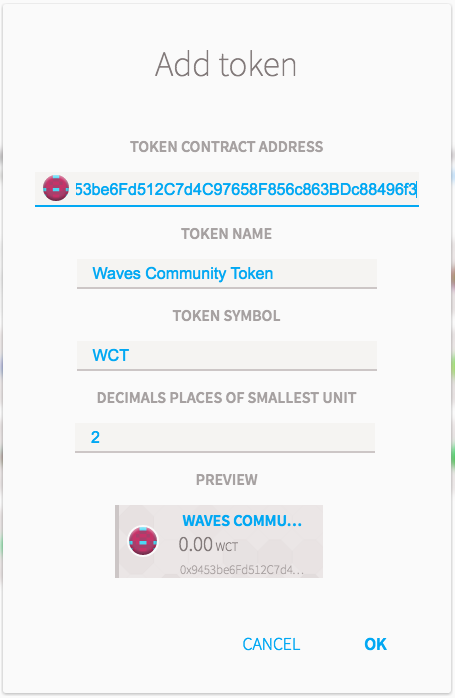 Add token
TOKEN CONTRACT ADDRESS
53be6Fd512C7d4C97658F856c863BDc88496f3
TOKEN NAME
Waves Community Token
TOKEN SYMBOL
WCT
DECIMALS PLACES OF SMALLEST UNIT
2
PREVIEW
WAVES COMMU...
0.00 WCT
0x9453be6Fd512C7d4...
CANCEL OK